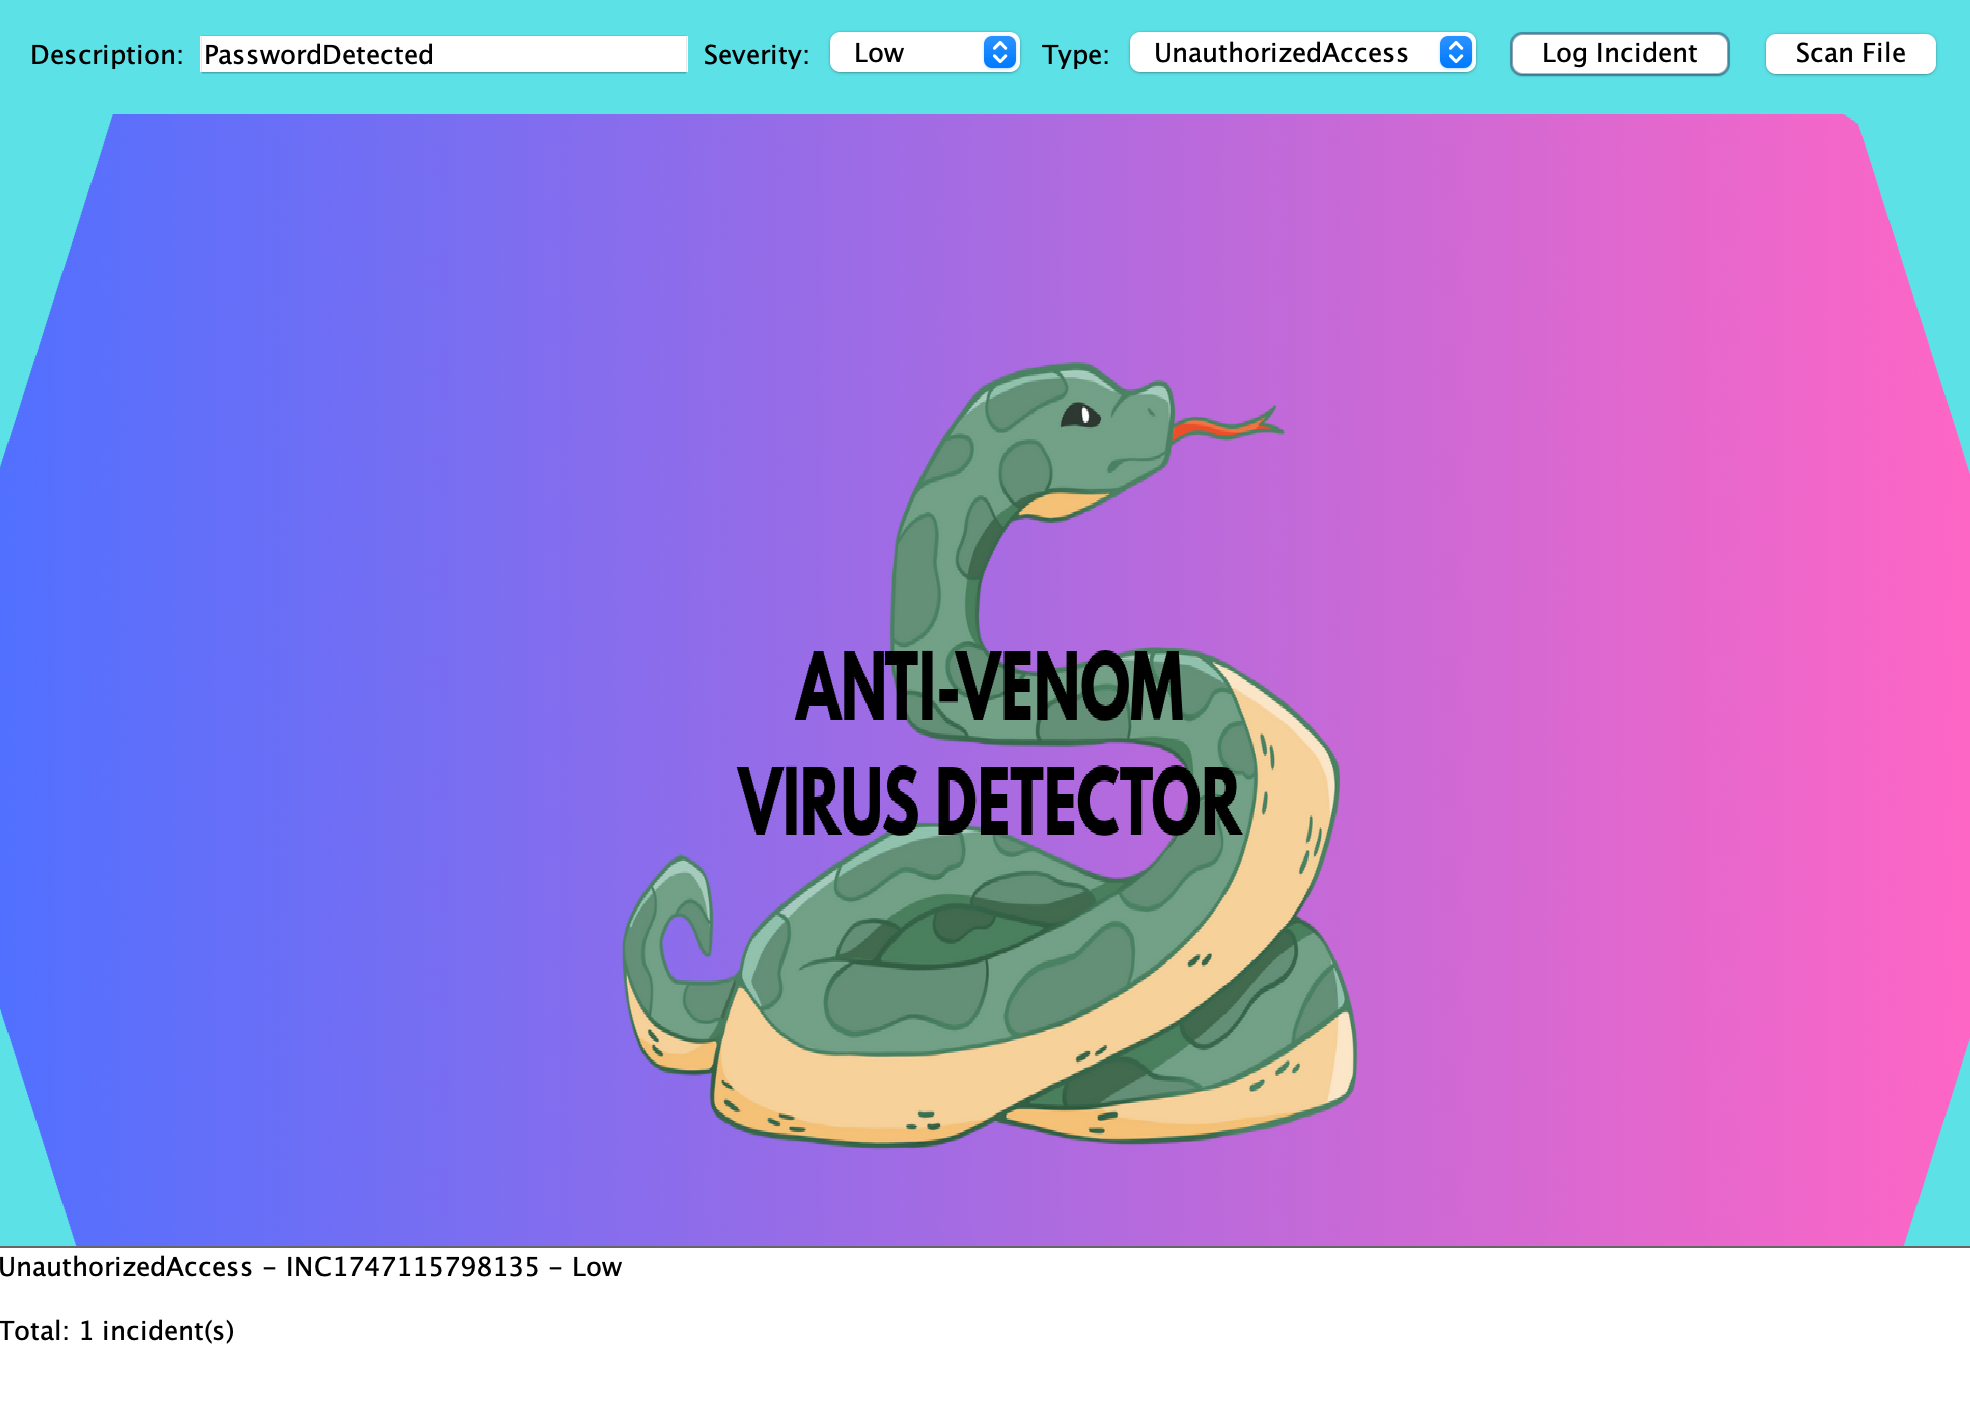 Description: PasswordDetected Severity: Low Type: UnauthorizedAccess Log Incident Scan File
ANTI-VENOM
VIRUS DETECTOR
UnauthorizedAccess – INC1747115798135 – Low
Total: 1 incident(s)